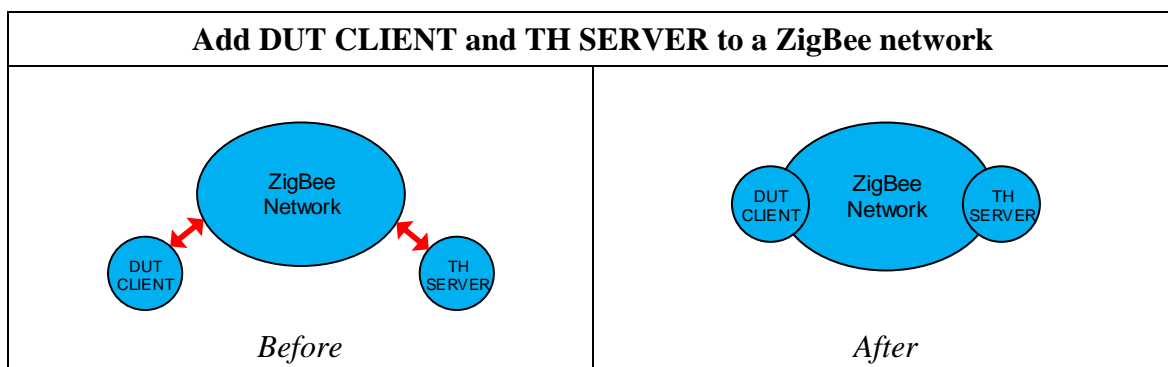 Add DUT CLIENT and TH SERVER to a ZigBee network
ZigBee
Network
DUT
CLIENT
TH
SERVER
Before
ZigBee
Network
DUT
CLIENT
TH
SERVER
After